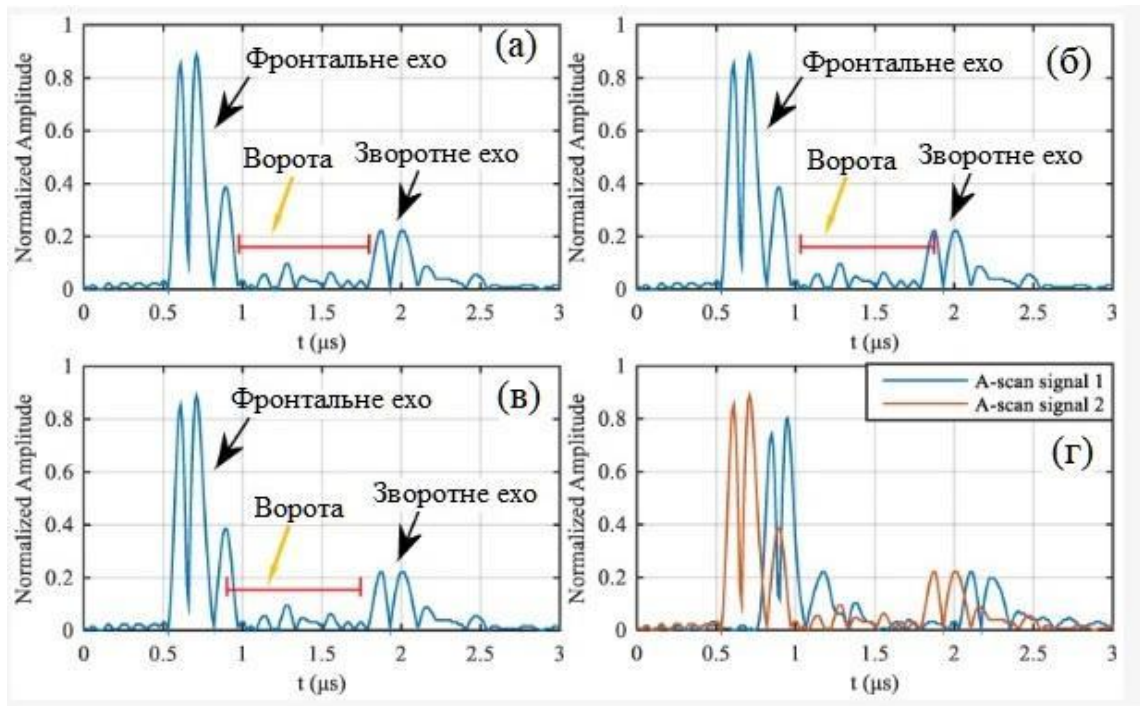 1
(а)
Фронтальне ехо
0.8
0.6
Ворота
Зворотне ехо
0.4
0.2
0
Normalized Amplitude
0 0.5 1 1.5 2 2.5 3
t (µs)
1
(б)
Фронтальне ехо
0.8
0.6
Ворота
Зворотне ехо
0.4
0.2
0
Normalized Amplitude
0 0.5 1 1.5 2 2.5 3
t (µs)
1
(в)
Фронтальне ехо
0.8
0.6
Ворота
Зворотне ехо
0.4
0.2
0
Normalized Amplitude
0 0.5 1 1.5 2 2.5 3
t (µs)
1
A-scan signal 1
A-scan signal 2
0.8
(г)
0.6
0.4
0.2
0
Normalized Amplitude
0 0.5 1 1.5 2 2.5 3
t (µs)